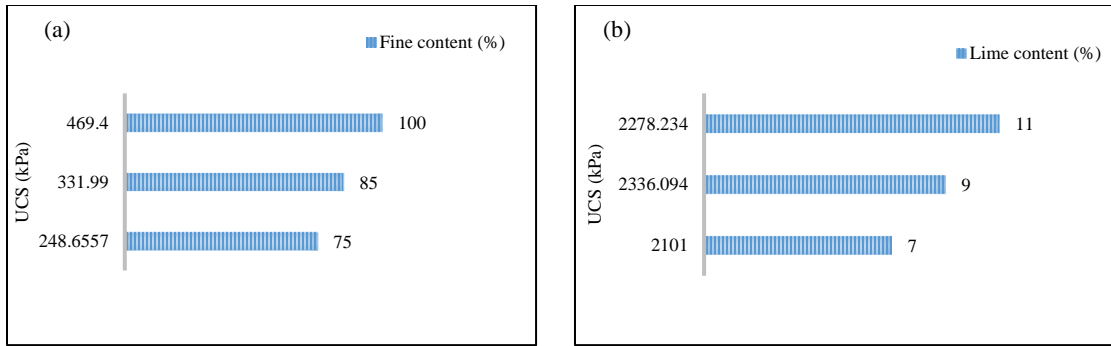 (a)
Fine content (%)
UCS (kPa)
469.4
100
331.99
85
248.6557
75
(b)
Lime content (%)
UCS (kPa)
2278.234
11
2336.094
9
2101
7